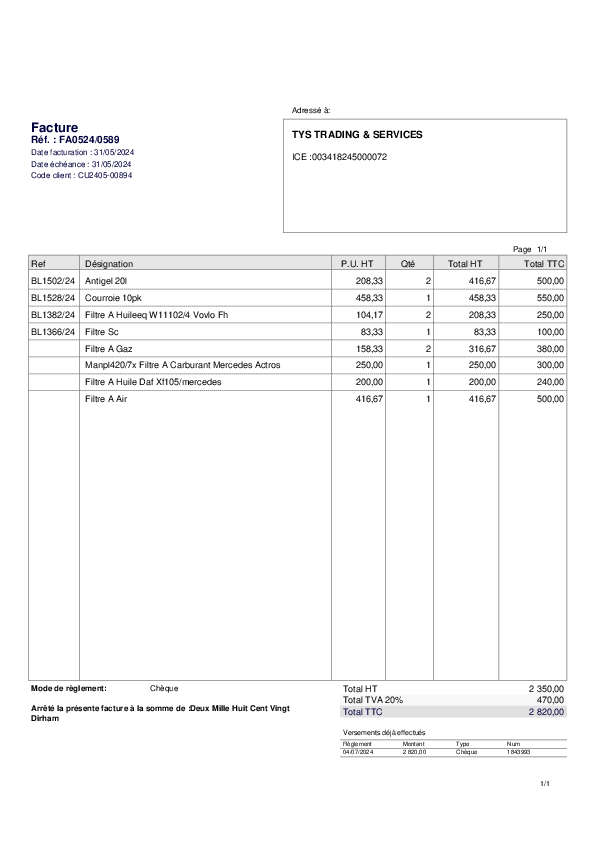 Adressé à:
Facture
Réf. : FA0524/0589
Date facturation : 31/05/2024
Date échéance : 31/05/2024
Code client : CU2405-00894
TYS TRADING & SERVICES
ICE :003418245000072
Page 1/1
Ref Désignation P.U. HT Qté Total HT Total TTC
BL1502/24 Antigel 20l 208,33 2 416,67 500,00
BL1528/24 Courroie 10pk 458,33 1 458,33 550,00
BL1382/24 Filtre A Huileeq W11102/4 Vovlo Fh 104,17 2 208,33 250,00
BL1366/24 Filtre Sc 83,33 1 83,33 100,00
Filtre A Gaz 158,33 2 316,67 380,00
Manpl420/7x Filtre A Carburant Mercedes Actros 250,00 1 250,00 300,00
Filtre A Huile Daf Xf105/mercedes 200,00 1 200,00 240,00
Filtre A Air 416,67 1 416,67 500,00
Mode de règlement: Chèque
Total HT 2 350,00
Total TVA 20% 470,00
Total TTC 2 820,00
Arrêté la présente facture à la somme de :Deux Mille Huit Cent Vingt
Dirham
Versements déjà effectués
Règlement Montant Type Num
04/07/2024 2 820,00 Chèque 1843993
1/1